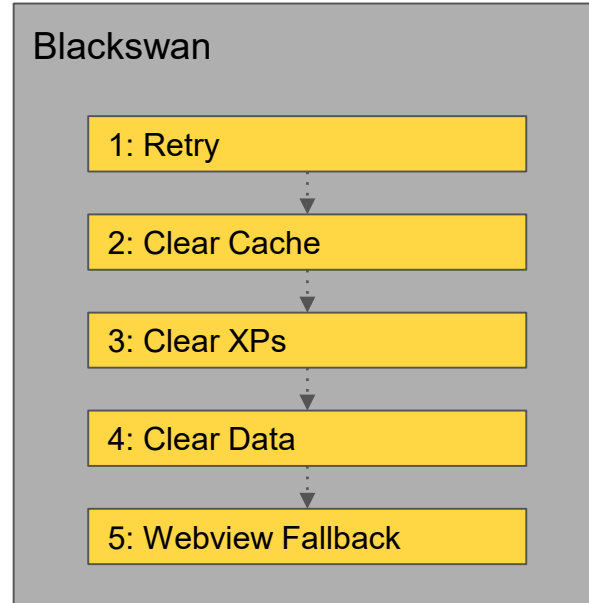 Blackswan
1: Retry
2: Clear Cache
3: Clear XPs
4: Clear Data
5: Webview Fallback